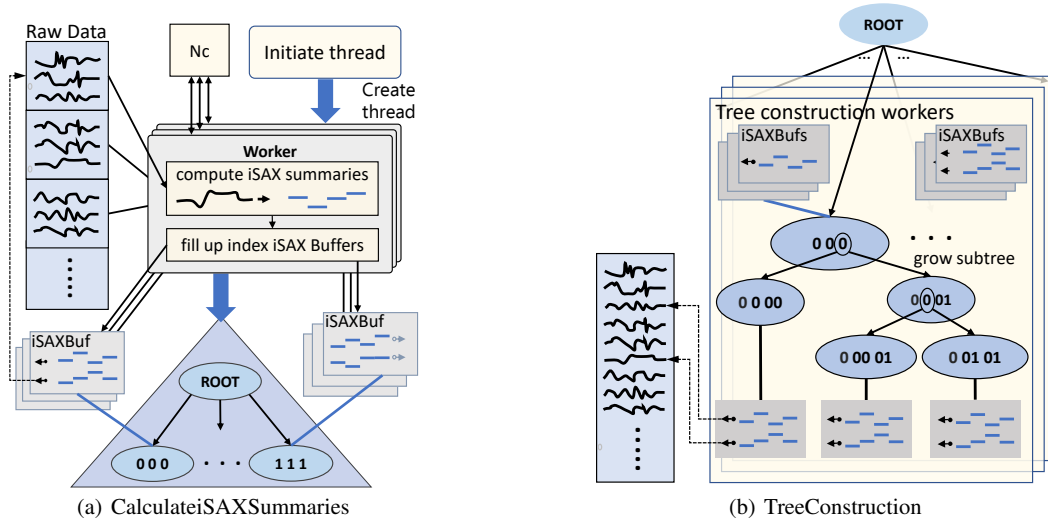 Raw Data
Nc
Initiate thread
Create
thread
Worker
compute iSAX summaries
fill up index iSAX Buffers
iSAXBuf
iSAXBuf
ROOT
0 0 0
. . .
1 1 1
(a) CalculateiSAXSummaries
ROOT
... ...
Tree construction workers
iSAXBufs
iSAXBufs
0 0 0
. . .
grow subtree
0 0 00
0 0 01
0 00 01
0 01 01
(b) TreeConstruction